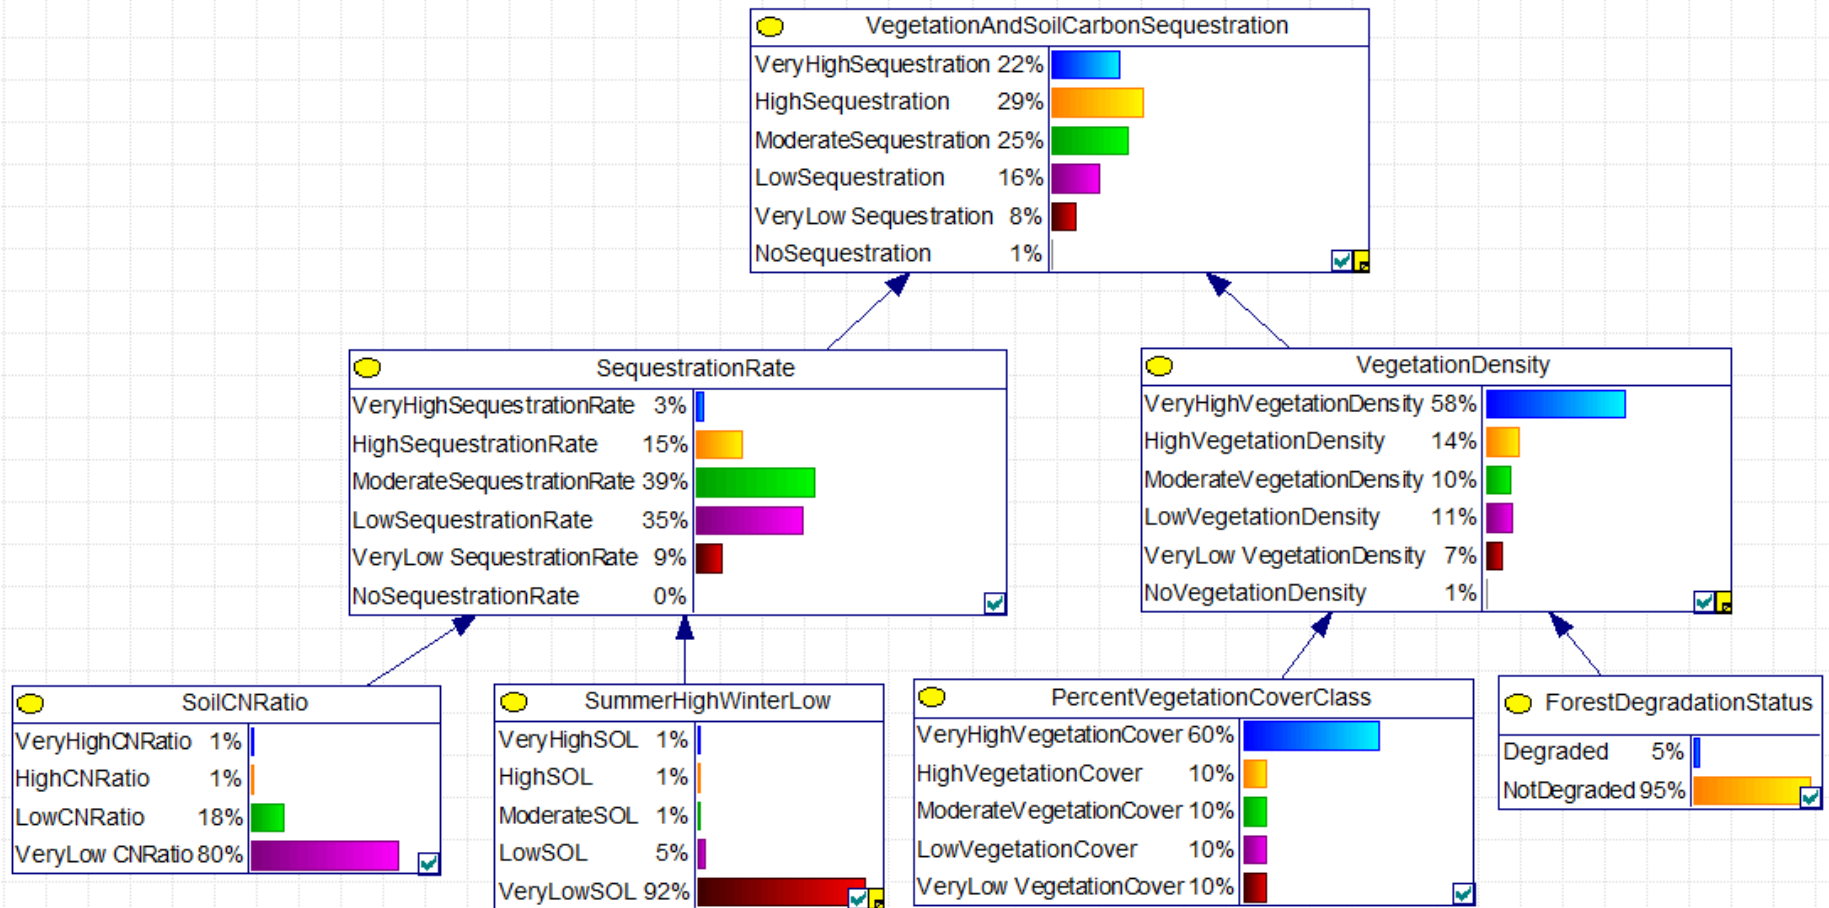 VegetationAndSoilCarbonSequestration
VeryHighSequestration 22%
HighSequestration 29%
ModerateSequestration 25%
LowSequestration 16%
VeryLow Sequestration 8%
NoSequestration 1%
SequestrationRate
VeryHighSequestrationRate 3%
HighSequestrationRate 15%
ModerateSequestrationRate 39%
LowSequestrationRate 35%
VeryLow SequestrationRate 9%
NoSequestrationRate 0%
VegetationDensity
VeryHighVegetationDensity 58%
HighVegetationDensity 14%
ModerateVegetationDensity 10%
LowVegetationDensity 11%
VeryLow VegetationDensity 7%
NoVegetationDensity 1%
SoilCNRatio
VeryHighCNRatio 1%
HighCNRatio 1%
LowCNRatio 18%
VeryLow CNRatio 80%
SummerHighWinterLow
VeryHighSOL 1%
HighSOL 1%
ModerateSOL 1%
LowSOL 5%
VeryLowSOL 92%
PercentVegetationCoverClass
VeryHighVegetationCover 60%
HighVegetationCover 10%
ModerateVegetationCover 10%
LowVegetationCover 10%
VeryLow VegetationCover 10%
ForestDegradationStatus
Degraded 5%
NotDegraded 95%